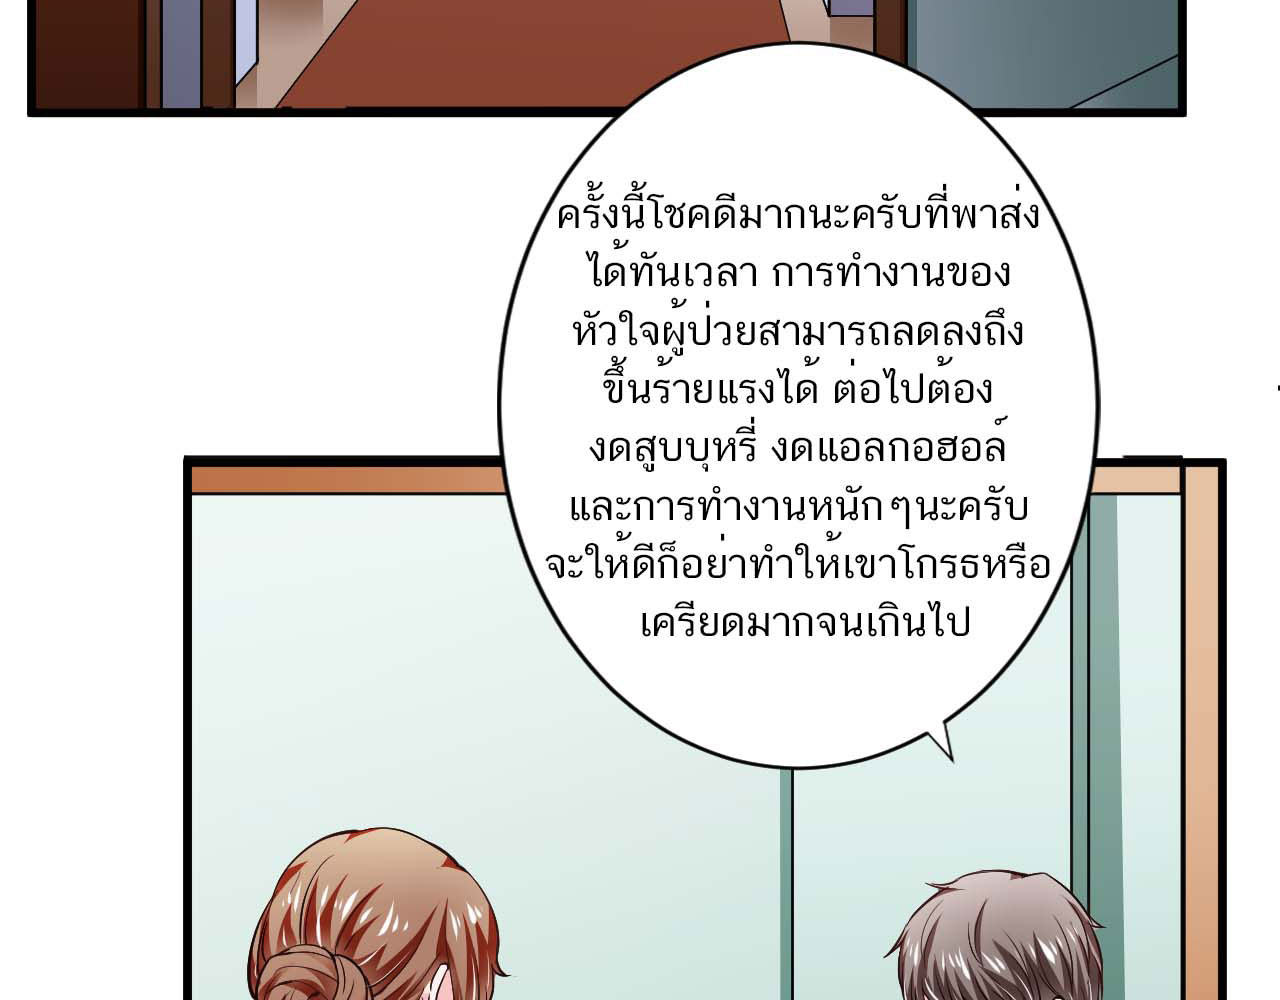 ครั้งนี้โชคดีมากนะครับที่พาส่ง
ได้ทันเวลา การทำงานของ
หัวใจผู้ป่วยสามารถลดลงถึง
ขึ้นร้ายแรงได้ ต่อไปต้อง
งดสูบบุหรี่ งดแอลกอฮอล์
และการทำงานหนักๆนะครับ
จะให้ดีก็อย่าทำให้เขาโกรธหรือ
เครียดมากจนเกินไป